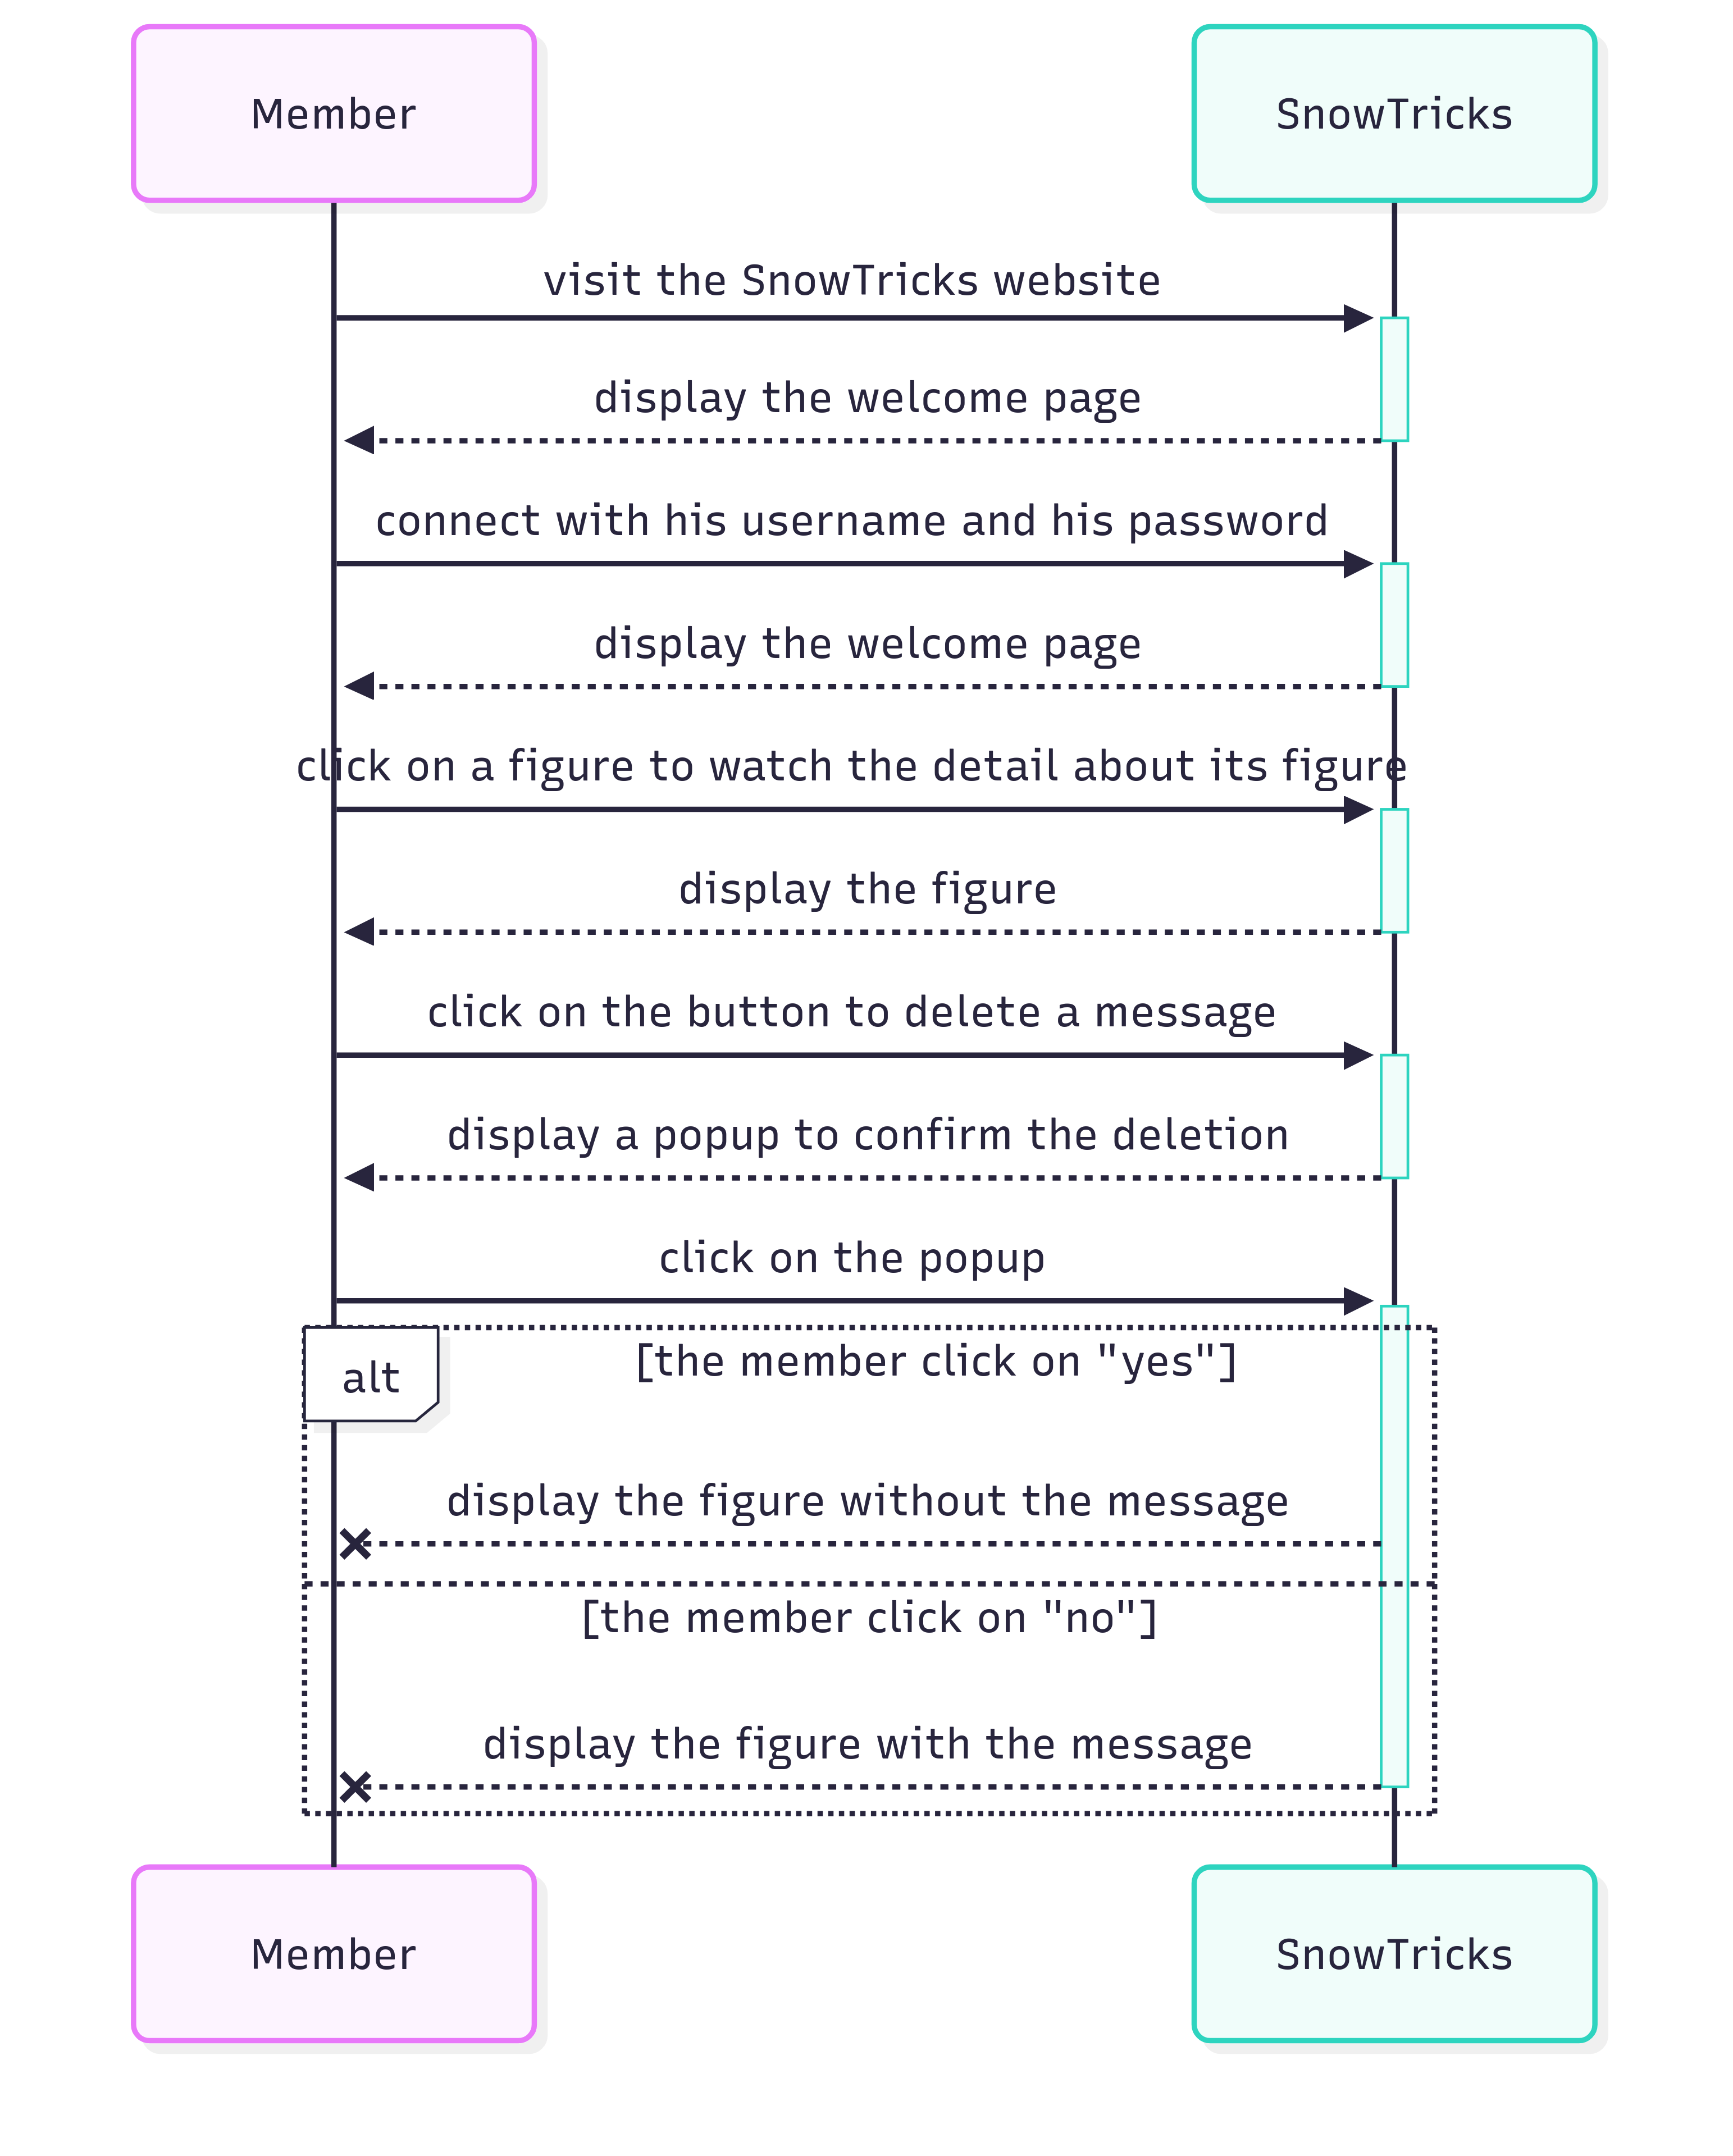 Member
SnowTricks
visit the SnowTricks website
display the welcome page
connect with his username and his password
display the welcome page
click on a figure to watch the detail about its figure
display the figure
click on the button to delete a message
display a popup to confirm the deletion
click on the popup
alt
[the member click on "yes"]
display the figure without the message
[the member click on "no"]
display the figure with the message
Member
SnowTricks